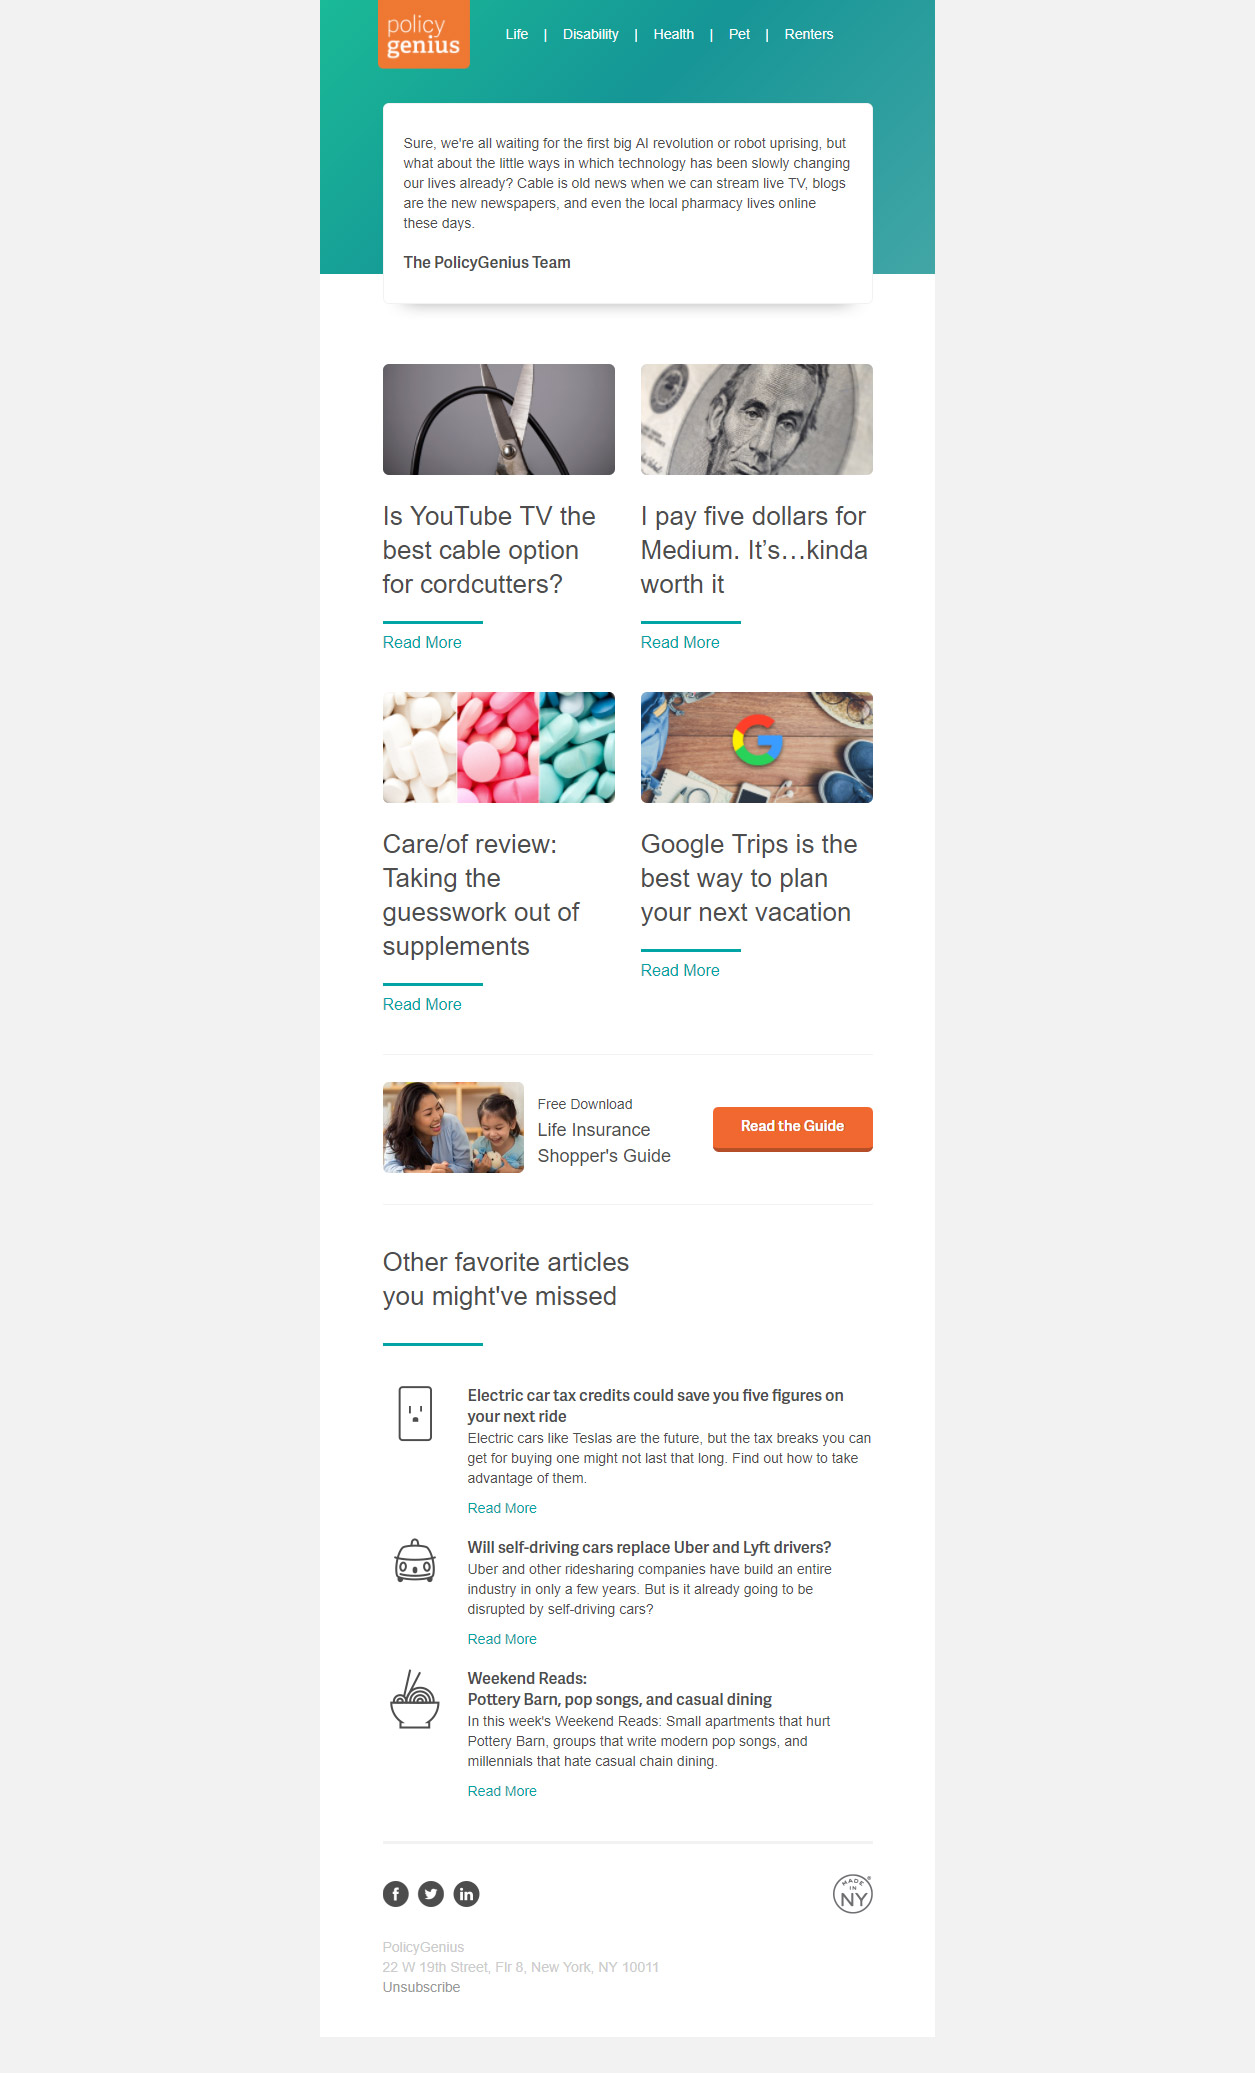 policy
genius
Life | Disability | Health | Pet | Renters
Sure, we're all waiting for the first big AI revolution or robot uprising, but
what about the little ways in which technology has been slowly changing
our lives already? Cable is old news when we can stream live TV, blogs
are the new newspapers, and even the local pharmacy lives online
these days.
The PolicyGenius Team
Is YouTube TV the
best cable option
for cordcutters?
Read More
I pay five dollars for
Medium. It’s…kinda
worth it
Read More
Care/of review:
Taking the
guesswork out of
supplements
Read More
Google Trips is the
best way to plan
your next vacation
Read More
Free Download
Life Insurance
Shopper's Guide
Read the Guide
Other favorite articles
you might've missed
Electric car tax credits could save you five figures on
your next ride
Electric cars like Teslas are the future, but the tax breaks you can
get for buying one might not last that long. Find out how to take
advantage of them.
Read More
Will self-driving cars replace Uber and Lyft drivers?
Uber and other ridesharing companies have build an entire
industry in only a few years. But is it already going to be
disrupted by self-driving cars?
Read More
Weekend Reads:
Pottery Barn, pop songs, and casual dining
In this week's Weekend Reads: Small apartments that hurt
Pottery Barn, groups that write modern pop songs, and
millennials that hate casual chain dining.
Read More
MADE
IN
NY
PolicyGenius
22 W 19th Street, Flr 8, New York, NY 10011
Unsubscribe